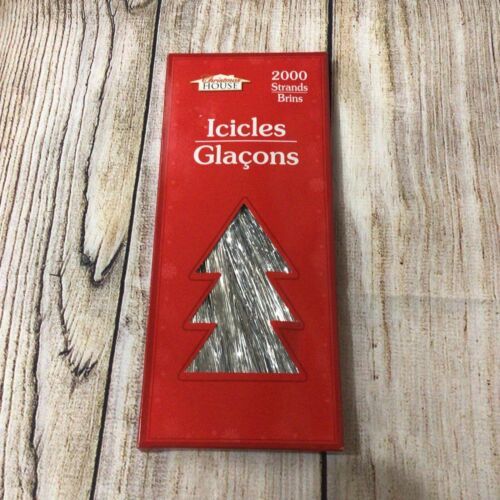 Christmas
HOUSE
2000
Strands
Brins
Icicles
Glaçons